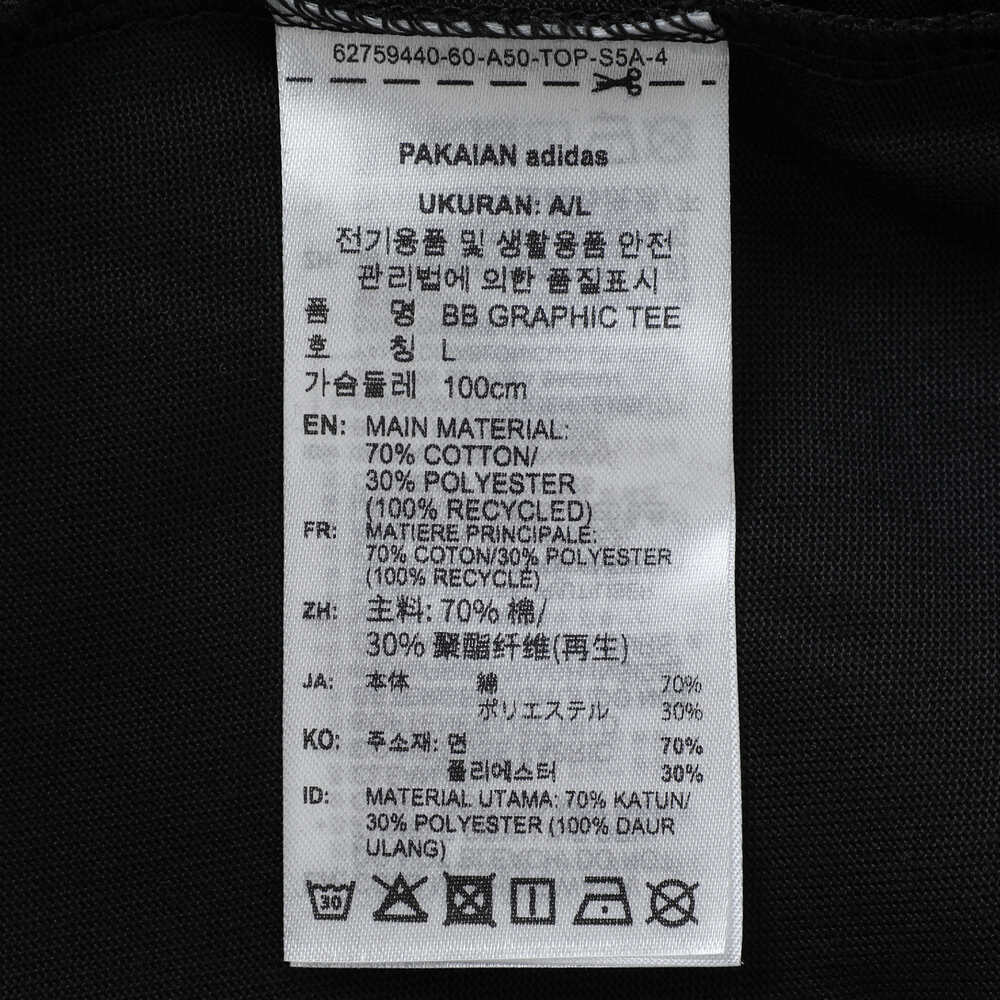 62759440-60-A50-TOP-S5A-4
PAKAIAN adidas
UKURAN: A/L
전기용품 및 생활용품 안전
관리법에 의한 품질표시
품 명 BB GRAPHIC TEE
호 칭 L
가슴둘레 100cm
EN: MAIN MATERIAL:
70% COTTON/
30% POLYESTER
(100% RECYCLED)
FR: MATIERE PRINCIPALE:
70% COTON/30% POLYESTER
(100% RECYCLÉ)
ZH: 主料: 70% 棉/
30% 聚酯纤维(再生)
JA: 本体 綿 70%
ポリエステル 30%
KO: 주소재: 면 70%
폴리에스터 30%
ID: MATERIAL UTAMA: 70% KATUN/
30% POLYESTER (100% DAUR
ULANG)
30